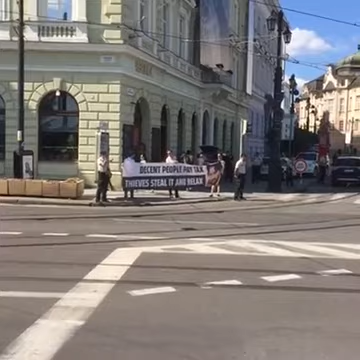 DECENT PEOPLE PAY TAX
THIEVES STEAL IT AND RELAX